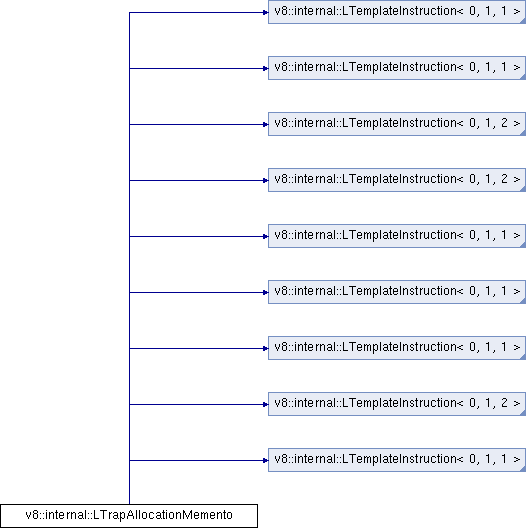 v8::internal::LTemplateInstruction< 0, 1, 1 >
v8::internal::LTemplateInstruction< 0, 1, 1 >
v8::internal::LTemplateInstruction< 0, 1, 2 >
v8::internal::LTemplateInstruction< 0, 1, 2 >
v8::internal::LTemplateInstruction< 0, 1, 1 >
v8::internal::LTemplateInstruction< 0, 1, 1 >
v8::internal::LTemplateInstruction< 0, 1, 1 >
v8::internal::LTemplateInstruction< 0, 1, 2 >
v8::internal::LTemplateInstruction< 0, 1, 1 >
v8::internal::LTrapAllocationMemento